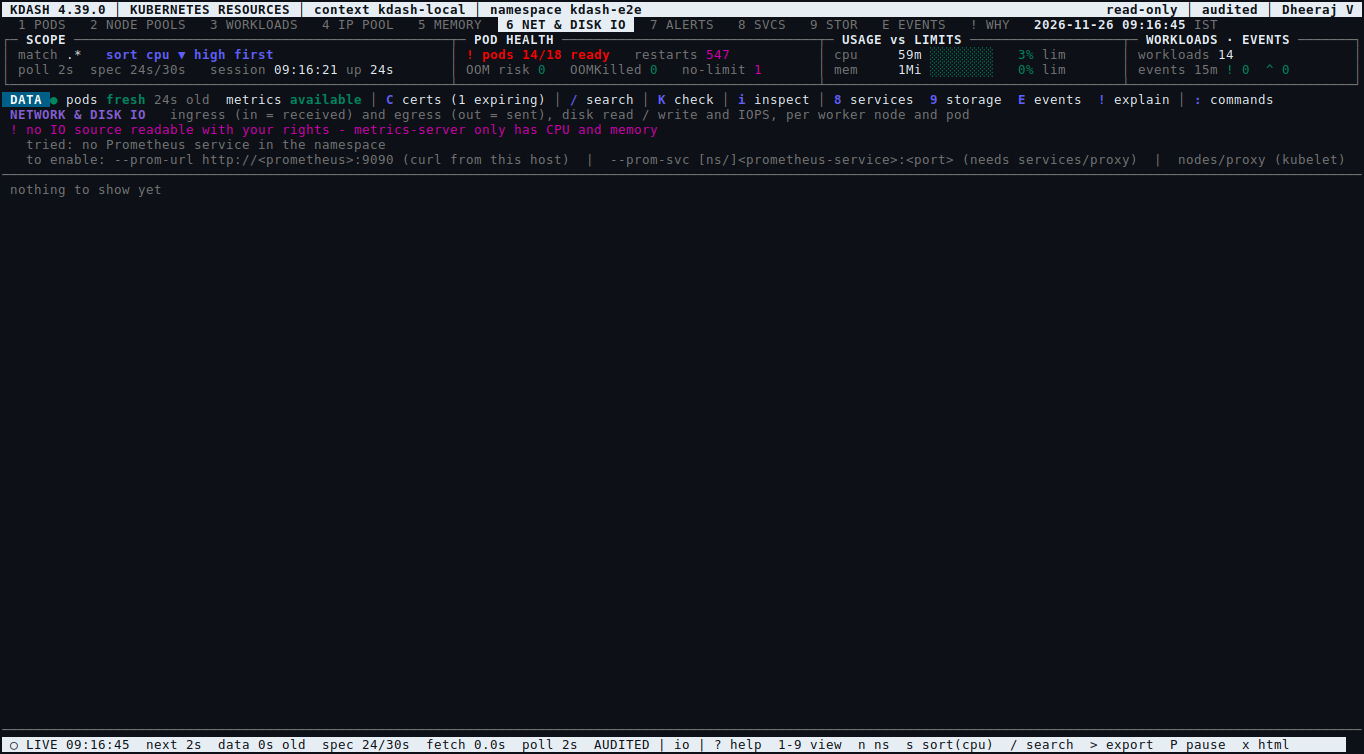 KDASH 4.39.0 │ KUBERNETES RESOURCES │ context kdash-local │ namespace kdash-e2e read-only │ audited │ Dheeraj V
1 PODS 2 NODE POOLS 3 WORKLOADS 4 IP POOL 5 MEMORY 6 NET & DISK IO 7 ALERTS 8 SVCS 9 STOR E EVENTS ! WHY 2026-11-26 09:16:45 IST
SCOPE POD HEALTH USAGE vs LIMITS WORKLOADS · EVENTS
match .* sort cpu ▼ high first ! pods 14/18 ready restarts 547 cpu 59m 3% lim workloads 14
poll 2s spec 24s/30s session 09:16:21 up 24s OOM risk 0 OOMKilled 0 no-limit 1 mem 1Mi 0% lim events 15m ! 0 ^ 0
DATA ● pods fresh 24s old metrics available │ C certs (1 expiring) │ / search │ K check │ i inspect │ 8 services 9 storage E events ! explain │ : commands
NETWORK & DISK IO ingress (in = received) and egress (out = sent), disk read / write and IOPS, per worker node and pod
! no IO source readable with your rights - metrics-server only has CPU and memory
tried: no Prometheus service in the namespace
to enable: --prom-url http://<prometheus>:9090 (curl from this host) | --prom-svc [ns/]<prometheus-service>:<port> (needs services/proxy) | nodes/proxy (kubelet)
nothing to show yet
○ LIVE 09:16:45 next 2s data 0s old spec 24/30s fetch 0.0s poll 2s AUDITED | io | ? help 1-9 view n ns s sort(cpu) / search > export P pause x html